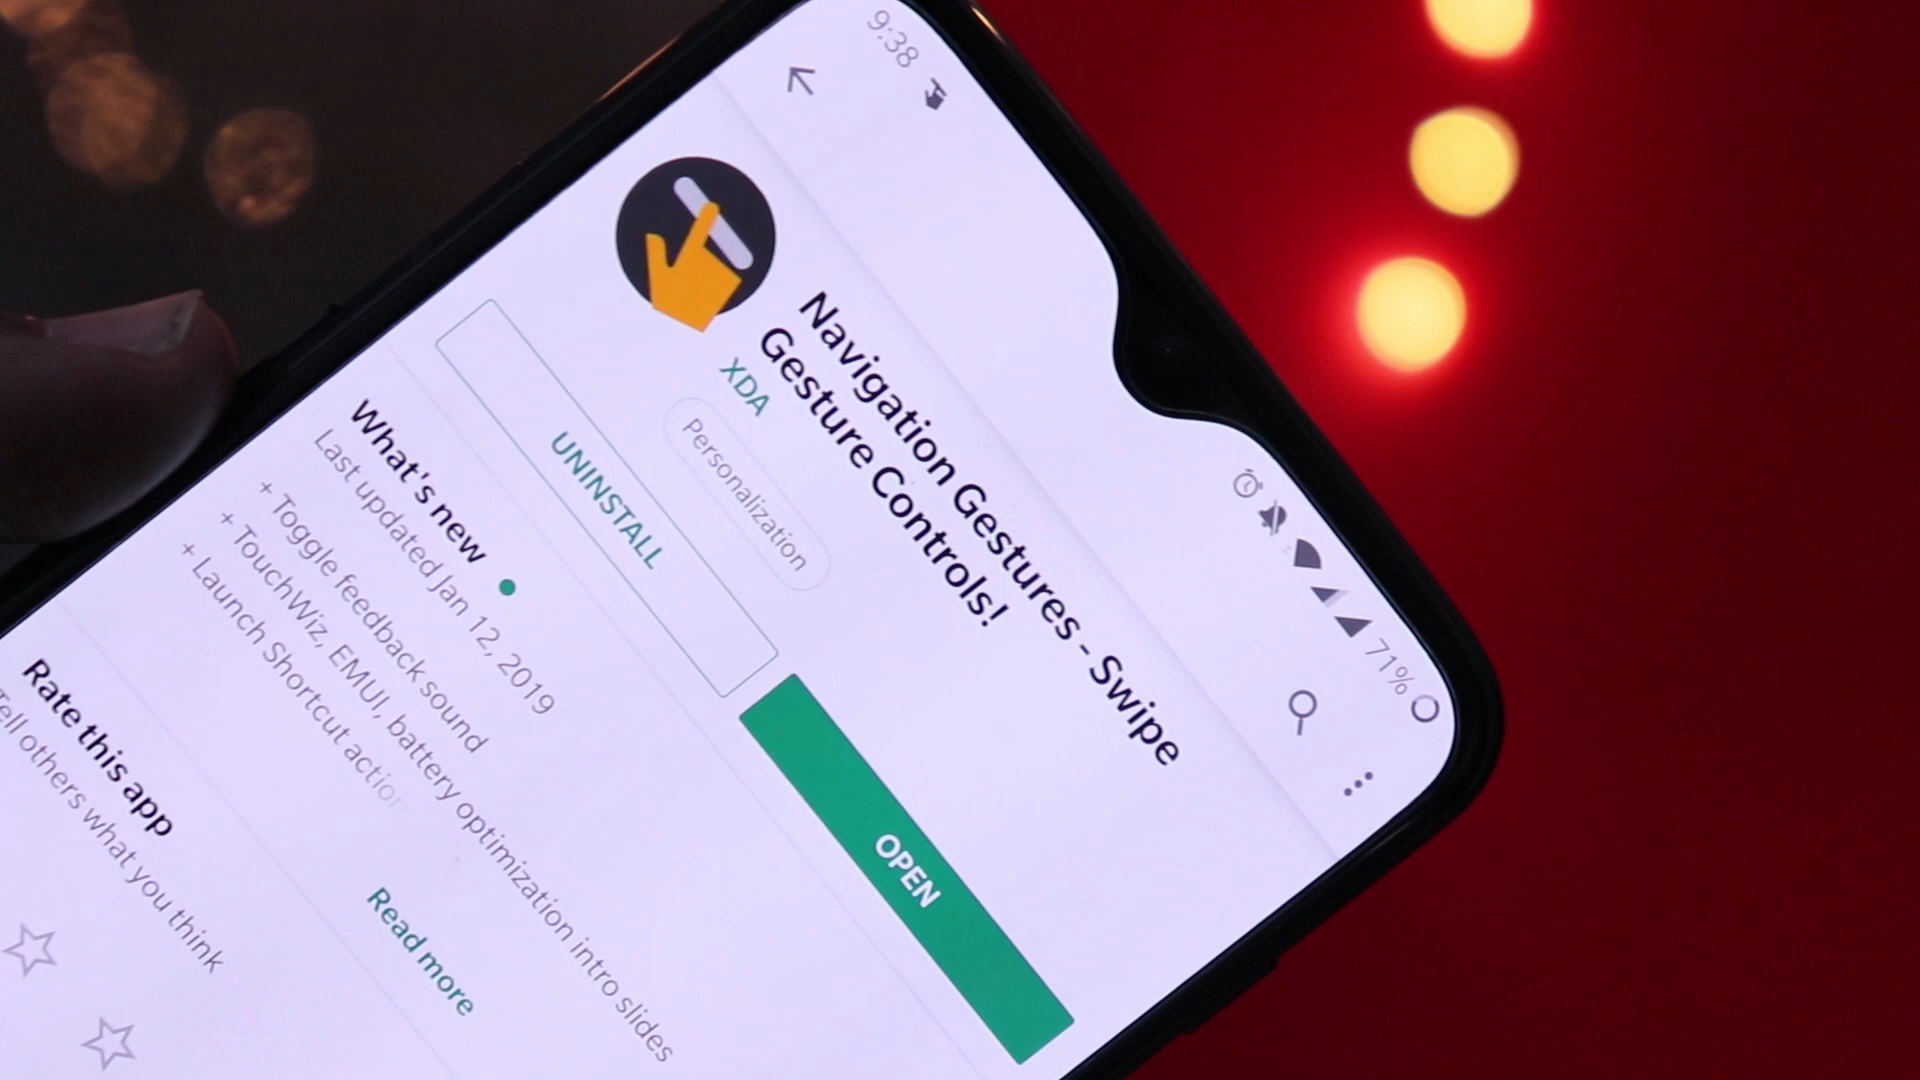 9:38
71%
Navigation Gestures - Swipe
Gesture Controls!
XDA
Personalization
UNINSTALL
OPEN
What's new
Last updated Jan 12, 2019
+ Toggle feedback sound
+ TouchWiz, EMUI, battery optimization intro slides
+ Launch Shortcut action
Read more
Rate this app
Tell others what you think